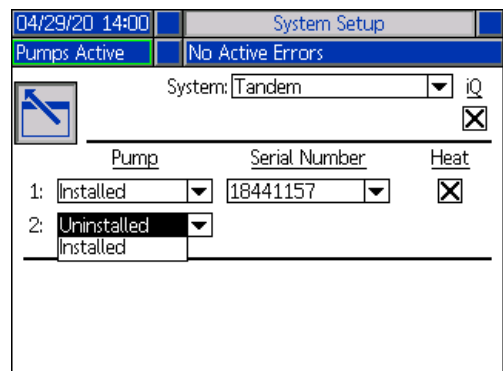 04/29/20 14:00 System Setup
Pumps Active No Active Errors
System: Tandem iQ
Pump Serial Number Heat
1: Installed 18441157
2: Uninstalled
Installed